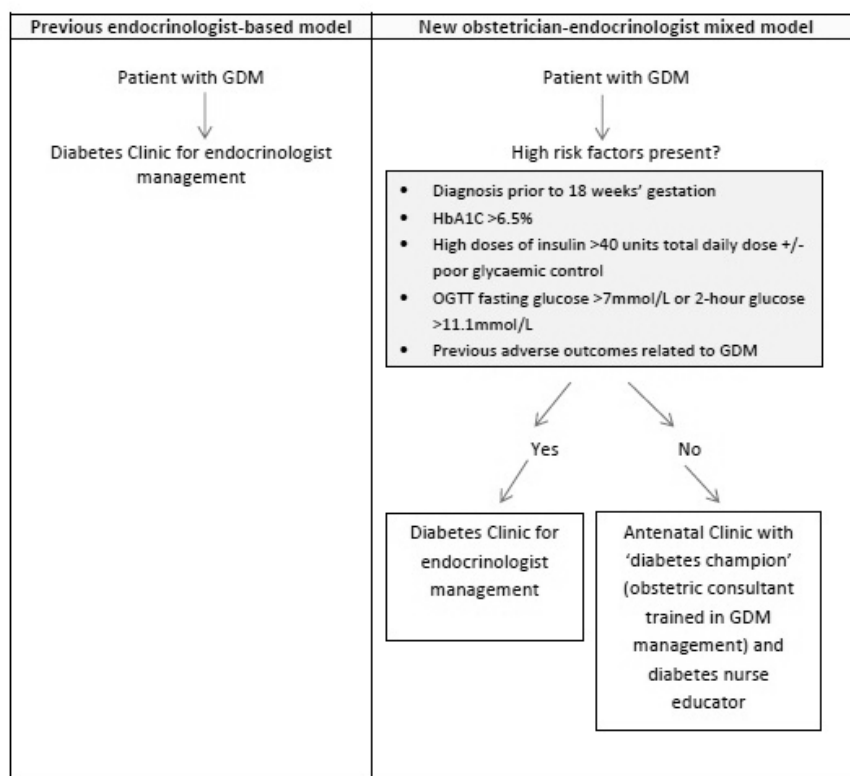 Previous endocrinologist-based model
Patient with GDM
Diabetes Clinic for endocrinologist
management
New obstetrician-endocrinologist mixed model
Patient with GDM
High risk factors present?
• Diagnosis prior to 18 weeks’ gestation
• HbA1C >6.5%
• High doses of insulin >40 units total daily dose +/-
poor glycaemic control
• OGTT fasting glucose >7mmol/L or 2-hour glucose
>11.1mmol/L
• Previous adverse outcomes related to GDM
Yes
No
Diabetes Clinic for
endocrinologist
management
Antenatal Clinic with
‘diabetes champion’
(obstetric consultant
trained in GDM
management) and
diabetes nurse
educator